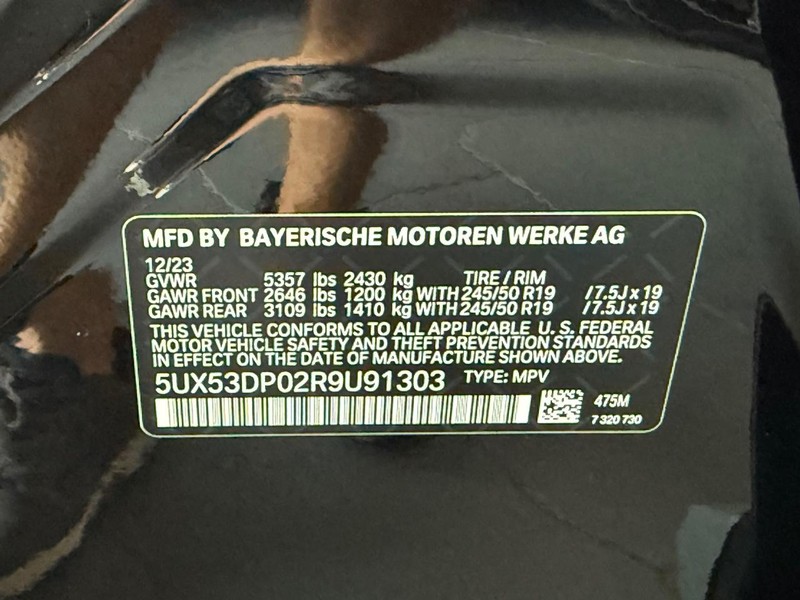 MFD BY BAYERISCHE MOTOREN WERKE AG
12/23
GVWR 5357 lbs 2430 kg TIRE / RIM
GAWR FRONT 2646 lbs 1200 kg WITH 245/50 R19 /7.5J x 19
GAWR REAR 3109 lbs 1410 kg WITH 245/50 R19 /7.5J x 19
THIS VEHICLE CONFORMS TO ALL APPLICABLE U. S. FEDERAL
MOTOR VEHICLE SAFETY AND THEFT PREVENTION STANDARDS
IN EFFECT ON THE DATE OF MANUFACTURE SHOWN ABOVE.
5UX53DP02R9U91303 TYPE: MPV
475M
7 320 730